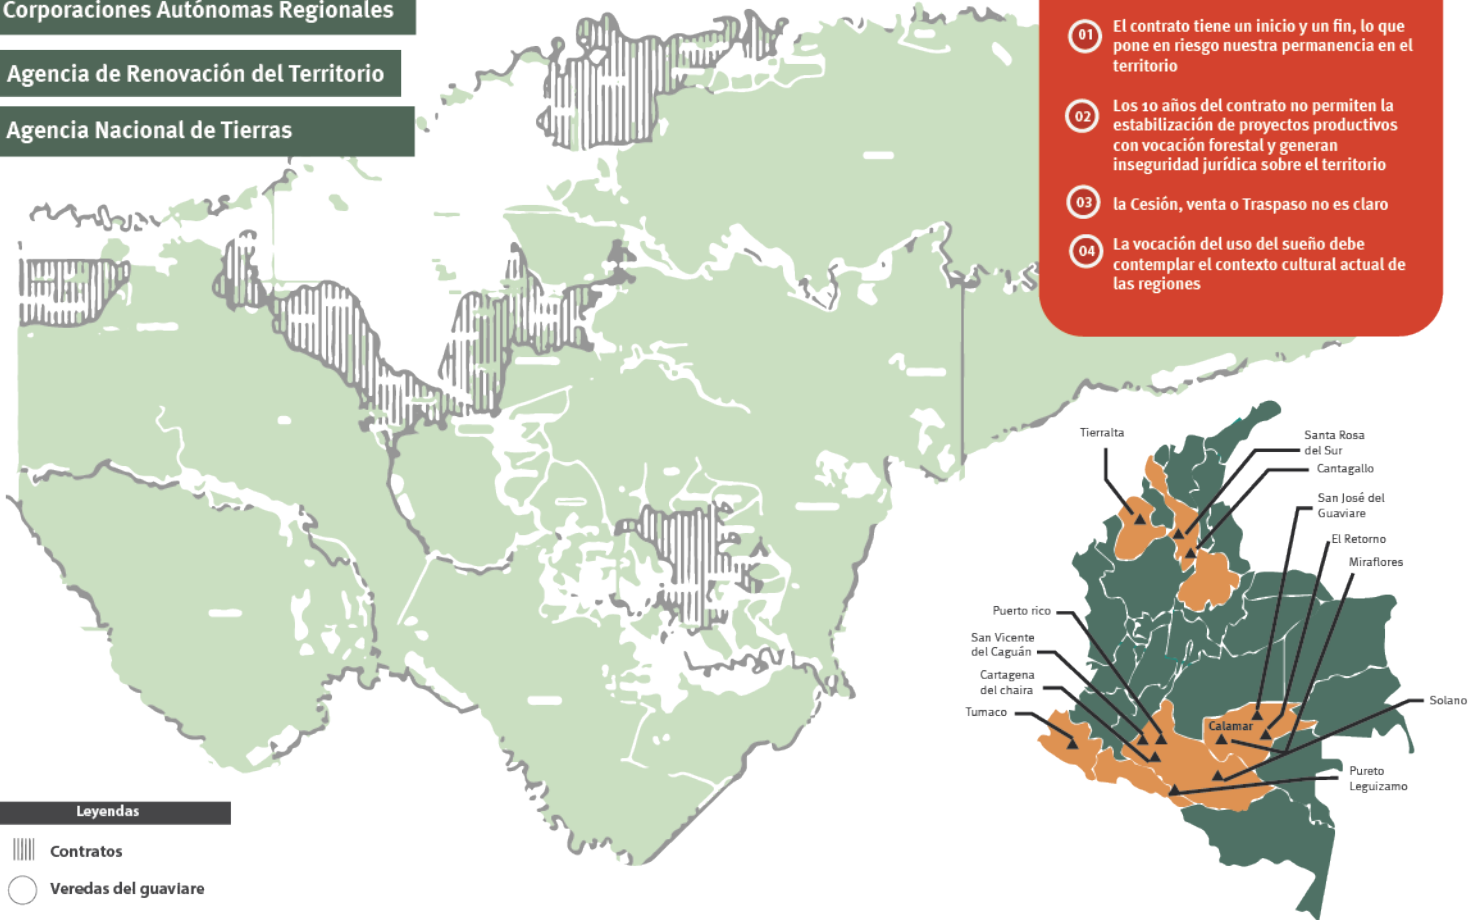 Corporaciones Autónomas Regionales
Agencia de Renovación del Territorio
Agencia Nacional de Tierras
01
El contrato tiene un inicio y un fin, lo que
pone en riesgo nuestra permanencia en el
territorio
02
Los 10 años del contrato no permiten la
estabilización de proyectos productivos
con vocación forestal y generan
inseguridad jurídica sobre el territorio
03
la Cesión, venta o Traspaso no es claro
04
La vocación del uso del sueño debe
contemplar el contexto cultural actual de
las regiones
Tierralta
Santa Rosa
del Sur
Cantagallo
San José del
Guaviare
El Retorno
Miraflores
Puerto rico
San Vicente
del Caguán
Cartagena
del chaira
Tumaco
Calamar
Solano
Pureto
Leguizamo
Leyendas
Contratos
Veredas del guaviare